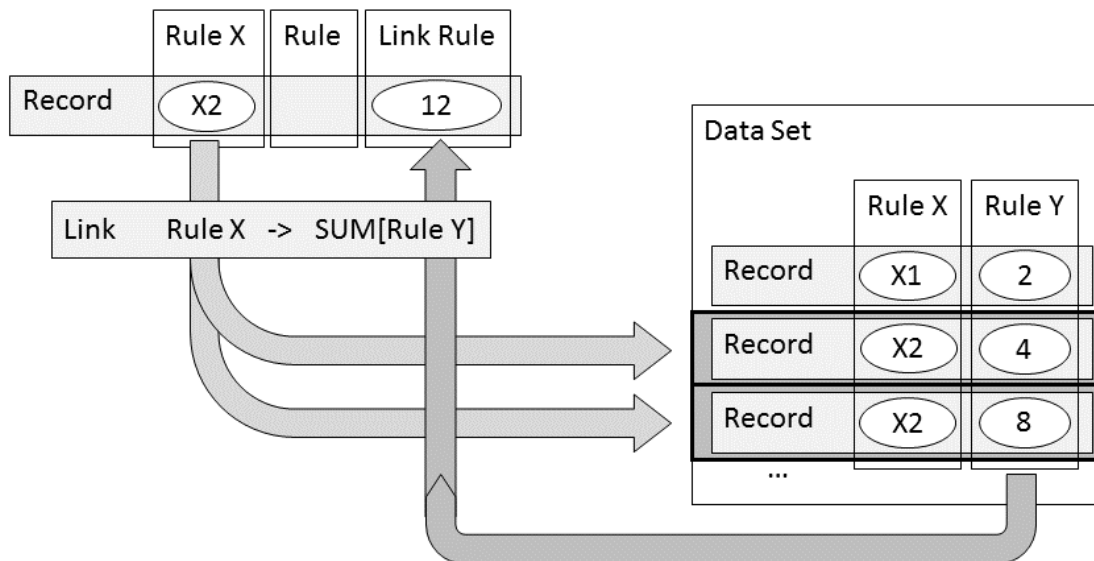 Rule X Rule Link Rule
Record X2 12
Link Rule X -> SUM[Rule Y]
Data Set
Rule X Rule Y
Record X1 2
Record X2 4
Record X2 8
...